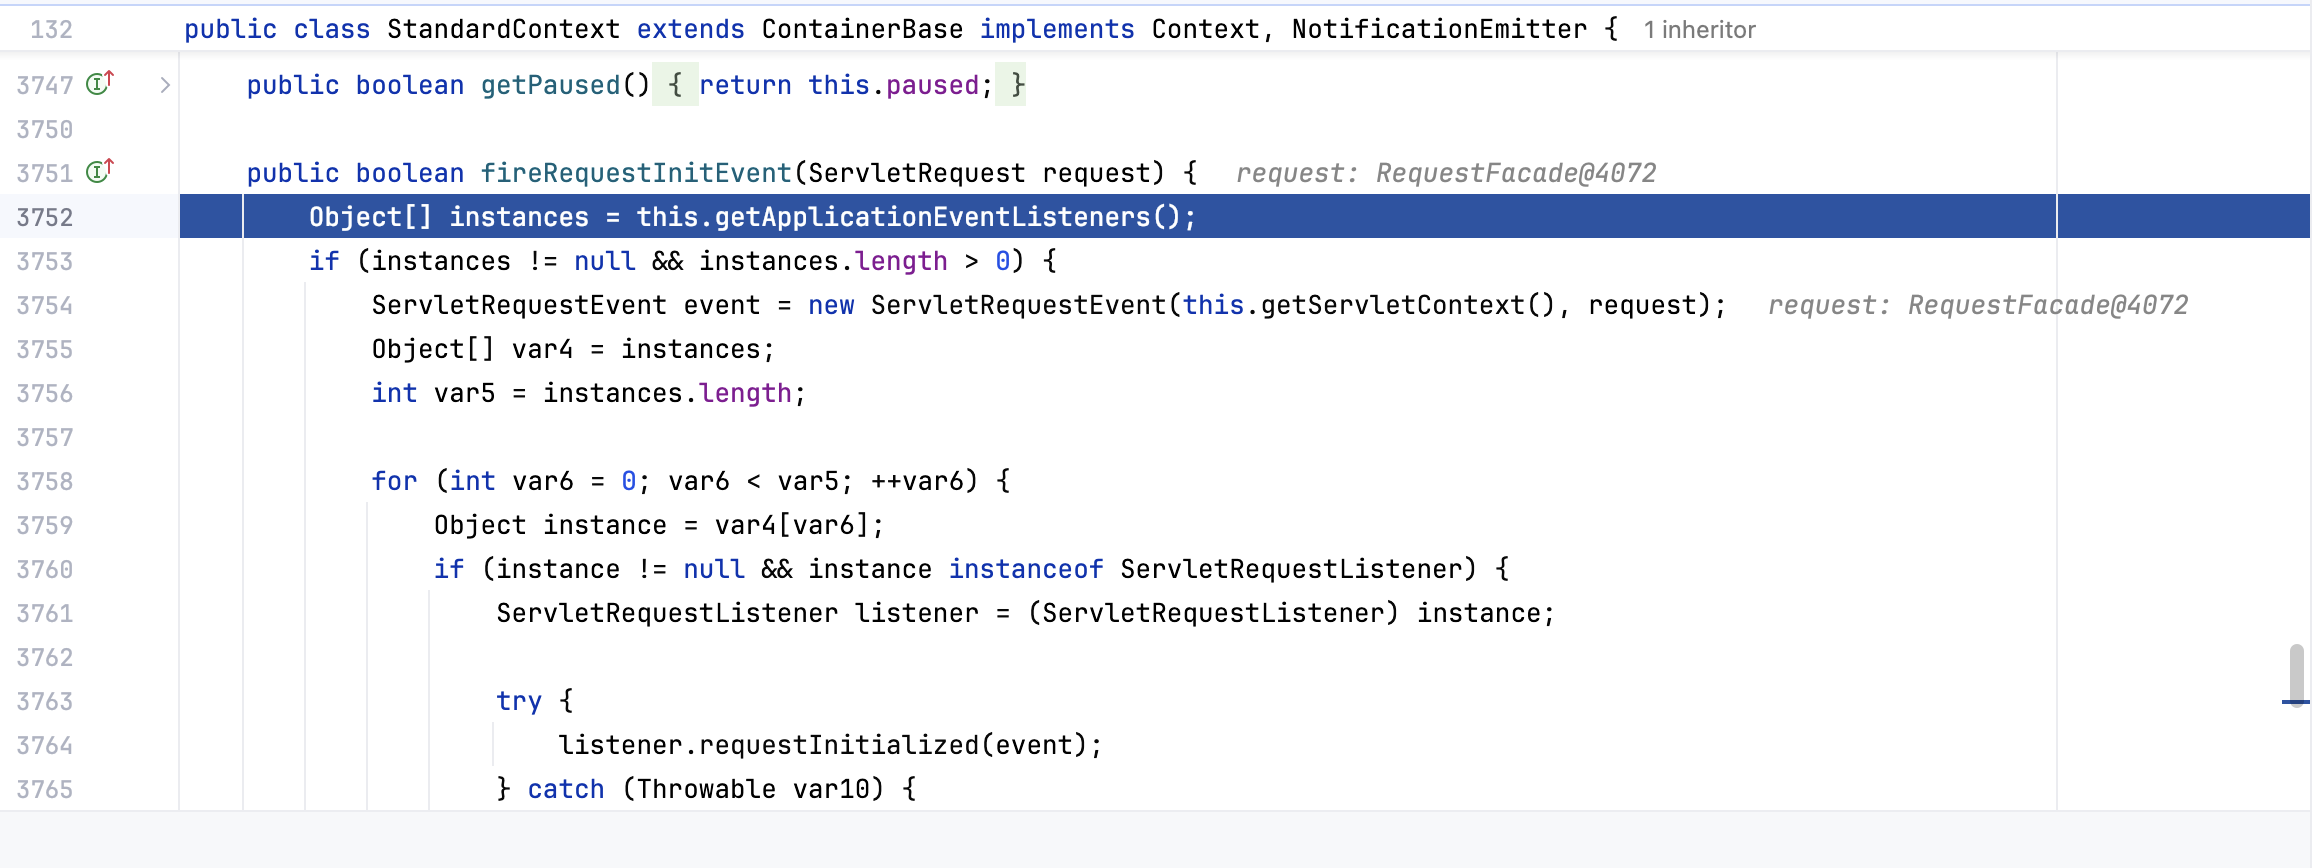 132 public class StandardContext extends ContainerBase implements Context, NotificationEmitter { 1 inheritor
3747 public boolean getPaused() { return this.paused; }
3750
3751 public boolean fireRequestInitEvent(ServletRequest request) { request: RequestFacade@4072
3752 Object[] instances = this.getApplicationEventListeners();
3753 if (instances != null && instances.length > 0) {
3754 ServletRequestEvent event = new ServletRequestEvent(this.getServletContext(), request); request: RequestFacade@4072
3755 Object[] var4 = instances;
3756 int var5 = instances.length;
3757
3758 for (int var6 = 0; var6 < var5; ++var6) {
3759 Object instance = var4[var6];
3760 if (instance != null && instance instanceof ServletRequestListener) {
3761 ServletRequestListener listener = (ServletRequestListener) instance;
3762
3763 try {
3764 listener.requestInitialized(event);
3765 } catch (Throwable var10) {